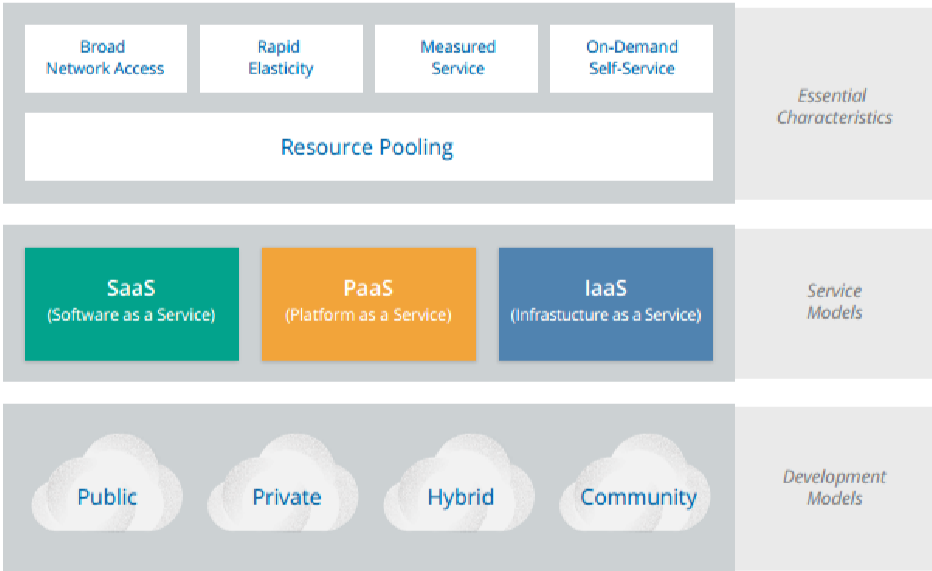 Broad
Network Access
Rapid
Elasticity
Measured
Service
On-Demand
Self-Service
Resource Pooling
Essential
Characteristics
SaaS
(Software as a Service)
PaaS
(Platform as a Service)
IaaS
(Infrastucture as a Service)
Service
Models
Public
Private
Hybrid
Community
Development
Models